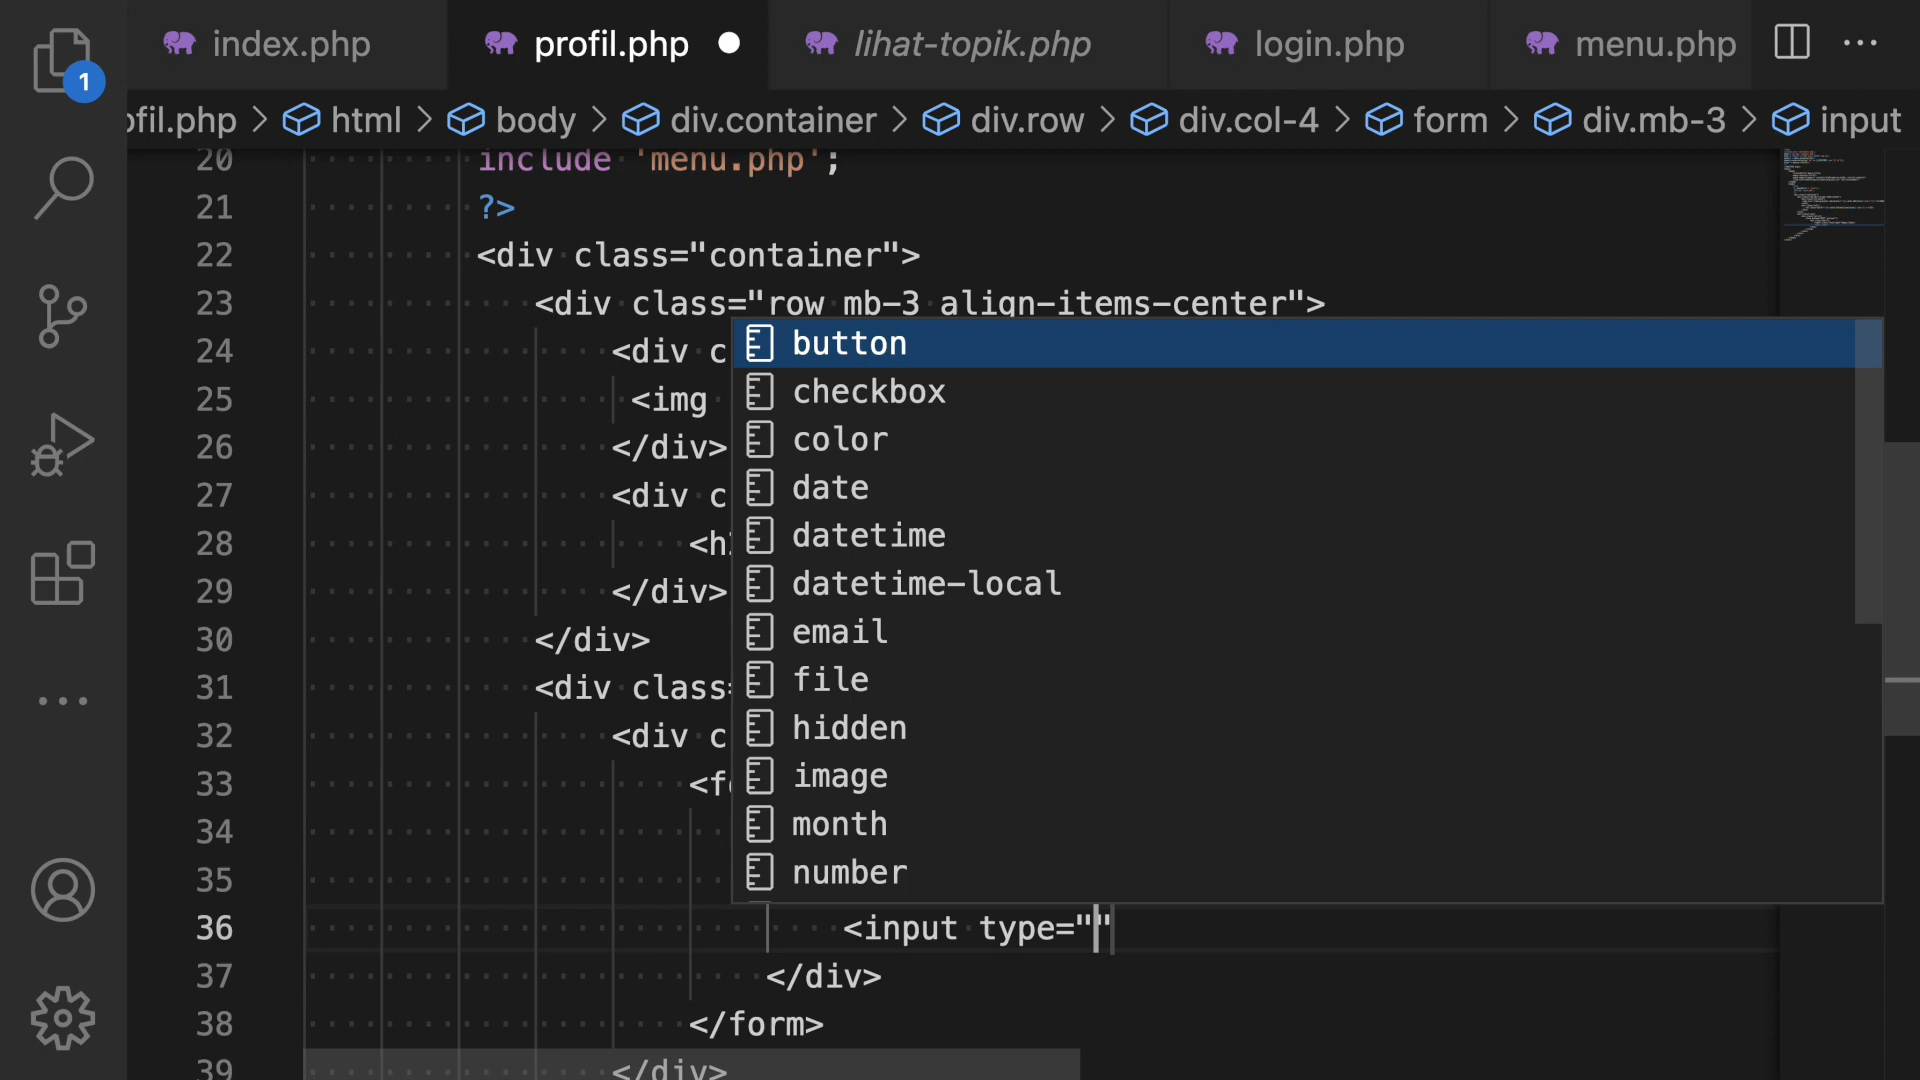 index.php
profil.php
lihat-topik.php
login.php
menu.php
1
ofil.php > html > body > div.container > div.row > div.col-4 > form > div.mb-3 > input
20 include 'menu.php';
21 ?>
22 <div class="container">
23 <div class="row mb-3 align-items-center">
24 <div c
25 <img
26 </div>
27 <div c
28 <h
29 </div>
30 </div>
31 <div class=
32 <div c
33 <fo
34
35
36 <input type=""
37 </div>
38 </form>
39 </div>
button
checkbox
color
date
datetime
datetime-local
email
file
hidden
image
month
number